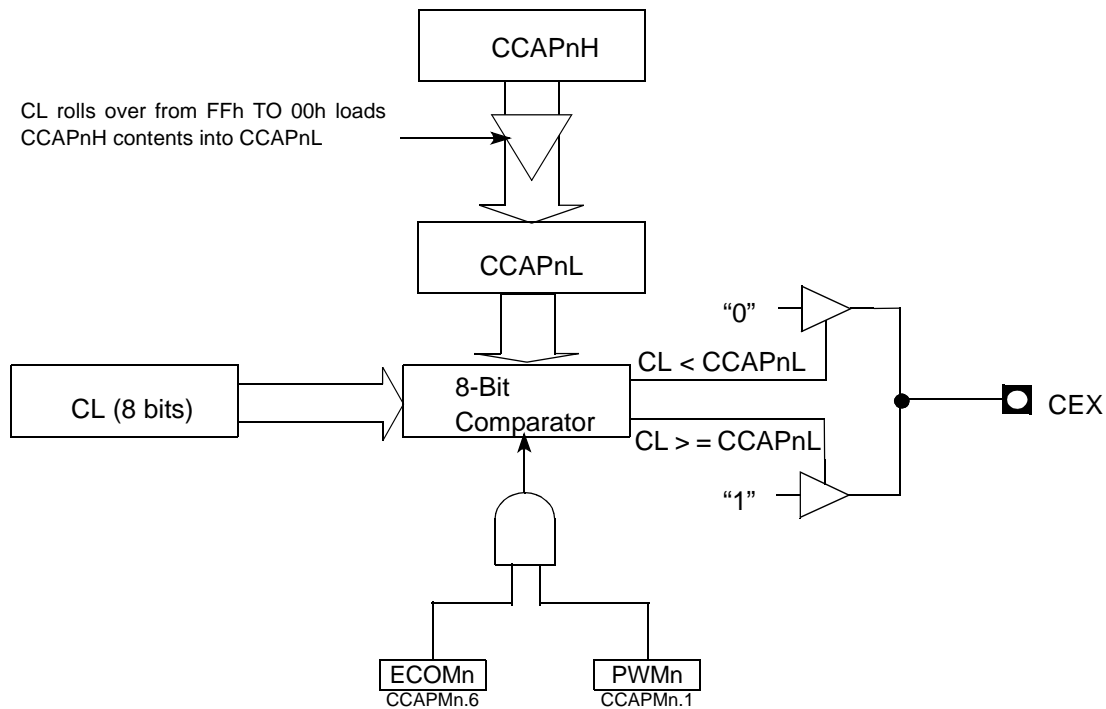 CCAPnH
CL rolls over from FFh TO 00h loads
CCAPnH contents into CCAPnL
CCAPnL
“0”
CL < CCAPnL
CL (8 bits)
8-Bit
Comparator
CEX
CL > = CCAPnL
“1”
ECOMn
CCAPMn.6
PWMn
CCAPMn.1